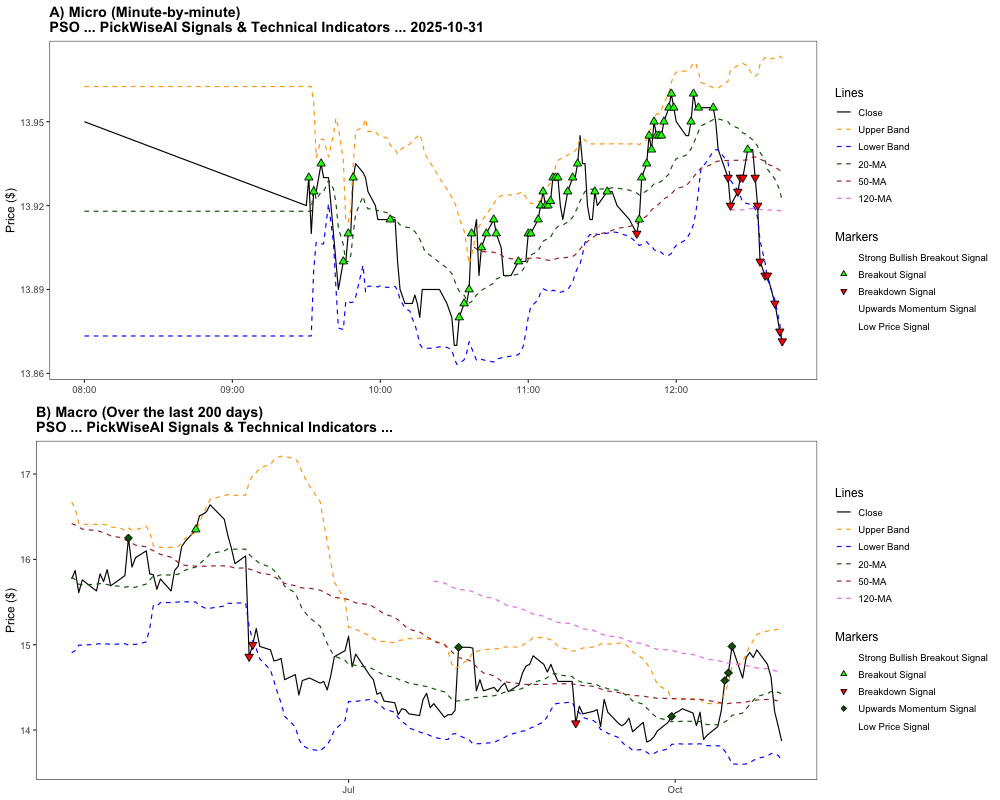 A) Micro (Minute-by-minute)
PSO ... PickWiseAI Signals & Technical Indicators ... 2025-10-31
Price ($)
13.95
13.92
13.89
13.86
08:00
09:00
10:00
11:00
12:00
Lines
Close
Upper Band
Lower Band
20-MA
50-MA
120-MA
Markers
Strong Bullish Breakout Signal
Breakout Signal
Breakdown Signal
Upwards Momentum Signal
Low Price Signal
B) Macro (Over the last 200 days)
PSO ... PickWiseAI Signals & Technical Indicators ...
Price ($)
17
16
15
14
Jul
Oct
Lines
Close
Upper Band
Lower Band
20-MA
50-MA
120-MA
Markers
Strong Bullish Breakout Signal
Breakout Signal
Breakdown Signal
Upwards Momentum Signal
Low Price Signal